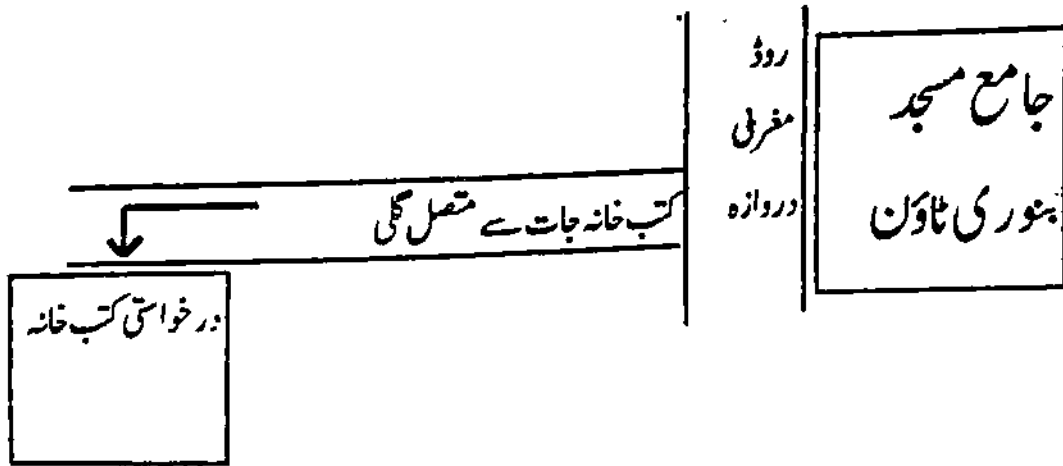 جامع مسجد
بنوری ٹاؤن
روڈ
مغربی
دروازہ
کتب خانہ جات سے متصل گلی
درخواستی کتب خانہ